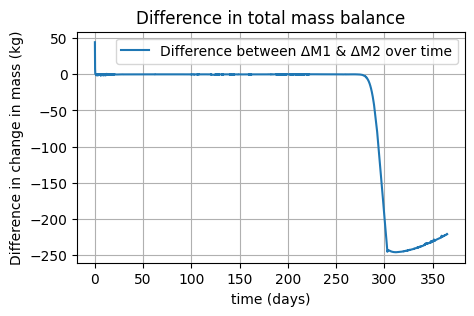 Difference in total mass balance
Difference in change in mass (kg)
50
0
−50
−100
−150
−200
−250
Difference between ΔM1 & ΔM2 over time
0 50 100 150 200 250 300 350
time (days)